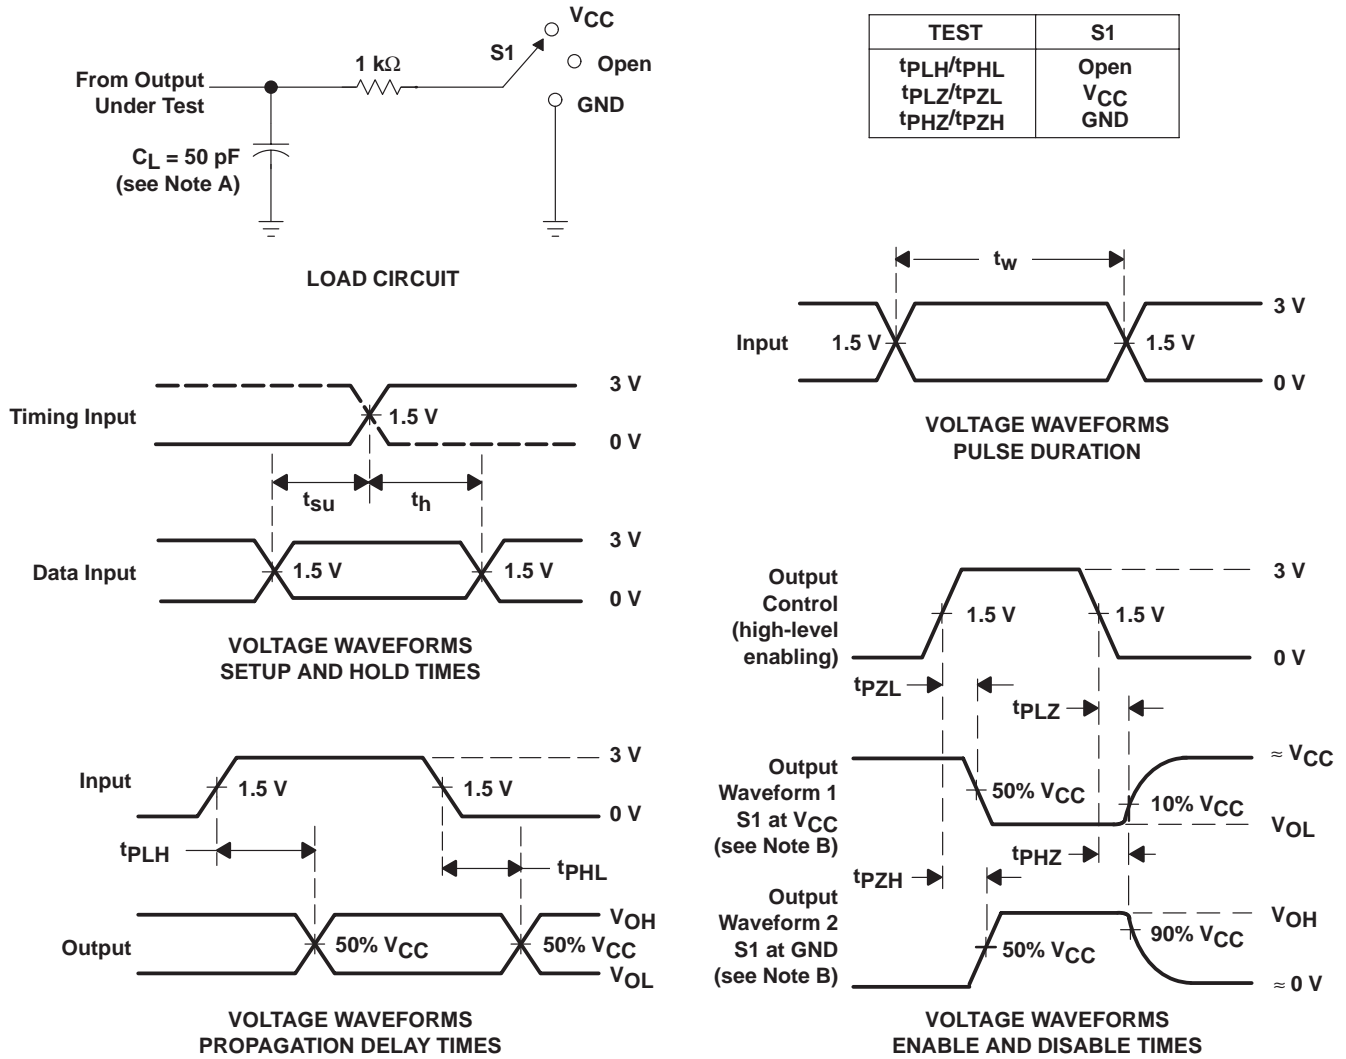 From Output
Under Test
1 kΩ
S1
VCC
Open
GND
CL = 50 pF
(see Note A)
LOAD CIRCUIT
TEST S1
tPLH/tPHL Open
tPLZ/tPZL VCC
tPHZ/tPZH GND
tw
Input
1.5 V
1.5 V
3 V
0 V
VOLTAGE WAVEFORMS
PULSE DURATION
Timing Input
1.5 V
3 V
0 V
tsu
th
Data Input
1.5 V
1.5 V
3 V
0 V
VOLTAGE WAVEFORMS
SETUP AND HOLD TIMES
Input
1.5 V
1.5 V
3 V
0 V
tPLH
tPHL
Output
50% VCC
50% VCC
VOH
VOL
VOLTAGE WAVEFORMS
PROPAGATION DELAY TIMES
Output
Control
(high-level
enabling)
1.5 V
1.5 V
3 V
0 V
tPZL
tPLZ
Output
Waveform 1
S1 at VCC
(see Note B)
50% VCC
10% VCC
≈ VCC
VOL
tPZH
tPHZ
Output
Waveform 2
S1 at GND
(see Note B)
50% VCC
90% VCC
VOH
≈ 0 V
VOLTAGE WAVEFORMS
ENABLE AND DISABLE TIMES